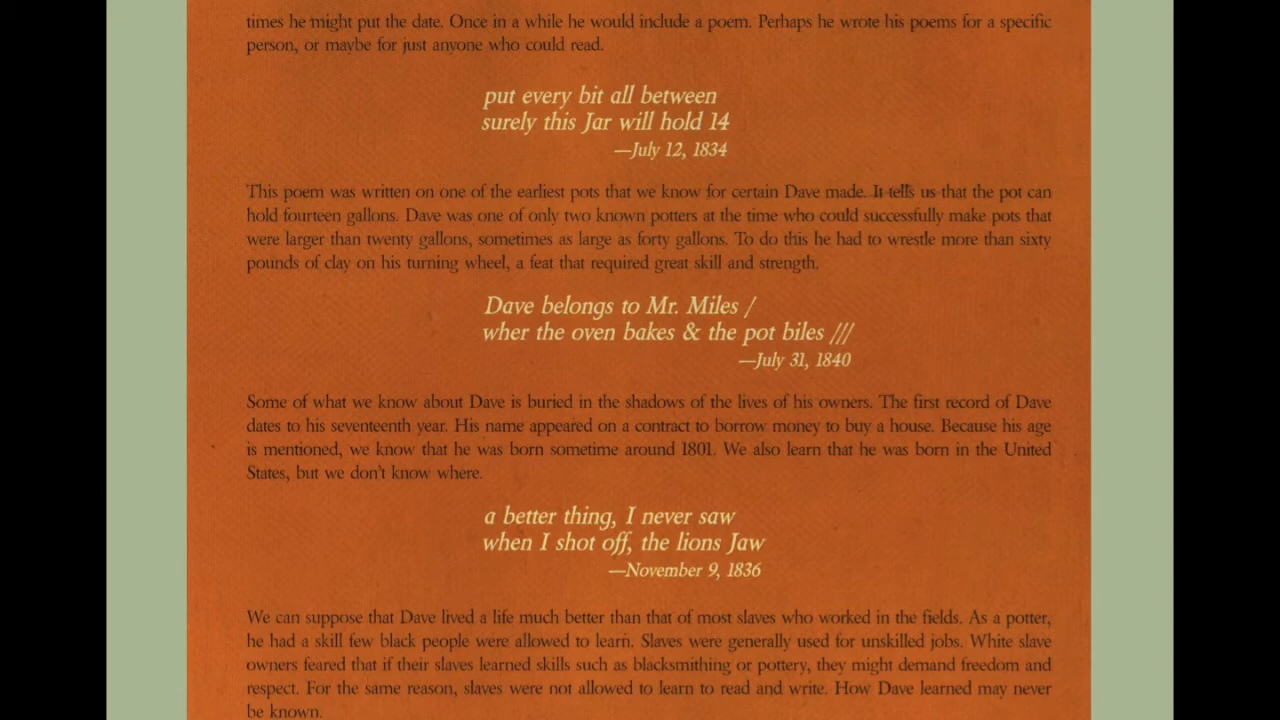 times he might put the date. Once in a while he would include a poem. Perhaps he wrote his poems for a specific
person, or maybe for just anyone who could read.
put every bit all between
surely this Jar will hold 14
—July 12, 1834
This poem was written on one of the earliest pots that we know for certain Dave made. It tells us that the pot can
hold fourteen gallons. Dave was one of only two known potters at the time who could successfully make pots that
were larger than twenty gallons, sometimes as large as forty gallons. To do this he had to wrestle more than sixty
pounds of clay on his turning wheel, a feat that required great skill and strength.
Dave belongs to Mr. Miles /
wher the oven bakes & the pot biles ///
—July 31, 1840
Some of what we know about Dave is buried in the shadows of the lives of his owners. The first record of Dave
dates to his seventeenth year. His name appeared on a contract to borrow money to buy a house. Because his age
is mentioned, we know that he was born sometime around 1801. We also learn that he was born in the United
States, but we don't know where.
a better thing, I never saw
when I shot off, the lions Jaw
—November 9, 1836
We can suppose that Dave lived a life much better than that of most slaves who worked in the fields. As a potter,
he had a skill few black people were allowed to learn. Slaves were generally used for unskilled jobs. White slave
owners feared that if their slaves learned skills such as blacksmithing or pottery, they might demand freedom and
respect. For the same reason, slaves were not allowed to learn to read and write. How Dave learned may never
be known.